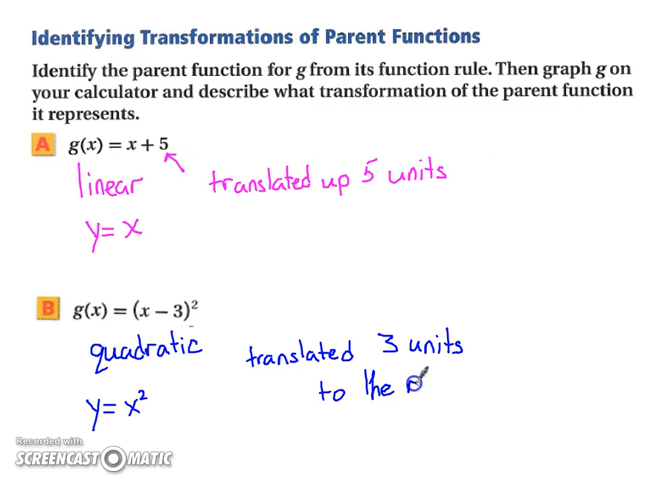 Identifying Transformations of Parent Functions
Identify the parent function for g from its function rule. Then graph g on
your calculator and describe what transformation of the parent function
it represents.
A g(x) = x + 5
linear translated up 5 units
y = x
B g(x) = (x − 3)²
quadratic translated 3 units
to the
y = x²
Recorded with
SCREENCAST-O-MATIC